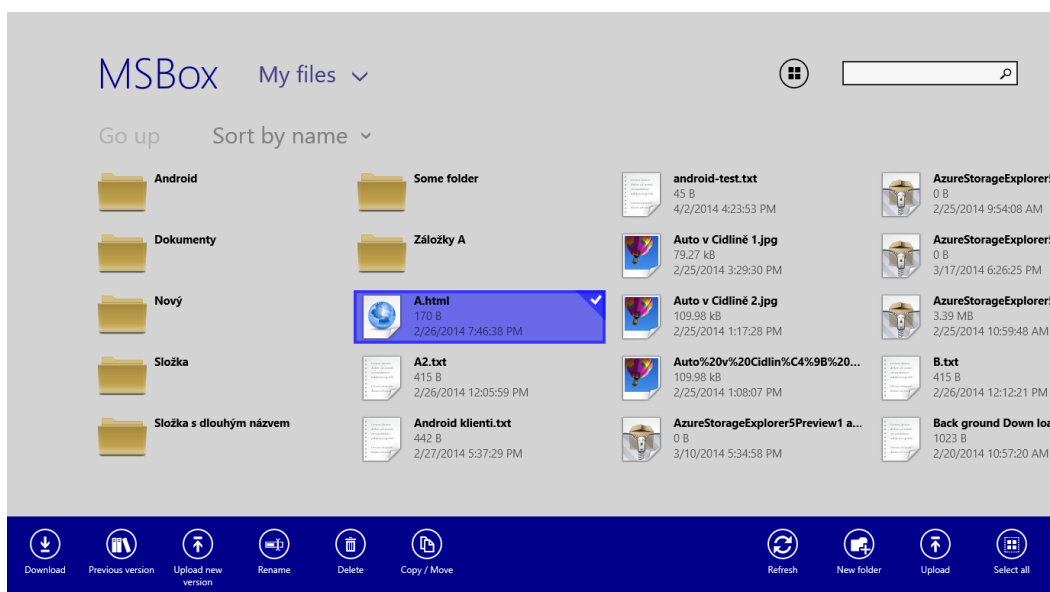 MSBox
My files
Go up
Sort by name
Android
Dokumenty
Nový
Složka
Složka s dlouhým názvem
Some folder
Záložky A
A.html
170 B
2/26/2014 7:46:38 PM
A2.txt
415 B
2/26/2014 12:05:59 PM
Android klienti.txt
442 B
2/27/2014 5:37:29 PM
android-test.txt
45 B
4/2/2014 4:23:53 PM
Auto v Cidlině 1.jpg
79.27 kB
2/25/2014 3:29:30 PM
Auto v Cidlině 2.jpg
109.98 kB
2/25/2014 1:17:28 PM
Auto%20v%20Cidlin%C4%9B%20...
109.98 kB
2/25/2014 1:08:07 PM
AzureStorageExplorer5Preview1 a...
0 B
3/10/2014 5:34:58 PM
AzureStorageExplorer5
0 B
2/25/2014 9:54:08 AM
AzureStorageExplorer5
0 B
3/17/2014 6:26:25 PM
AzureStorageExplorer5
3.39 MB
2/25/2014 10:59:48 AM
B.txt
415 B
2/26/2014 12:12:21 PM
Back ground Down loa
1023 B
2/20/2014 10:57:20 AM
Download
Previous version
Upload new
version
Rename
Delete
Copy / Move
Refresh
New folder
Upload
Select all